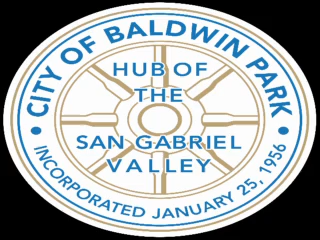 CITY OF BALDWIN PARK
HUB OF
THE
SAN GABRIEL
VALLEY
INCORPORATED JANUARY 25, 1956